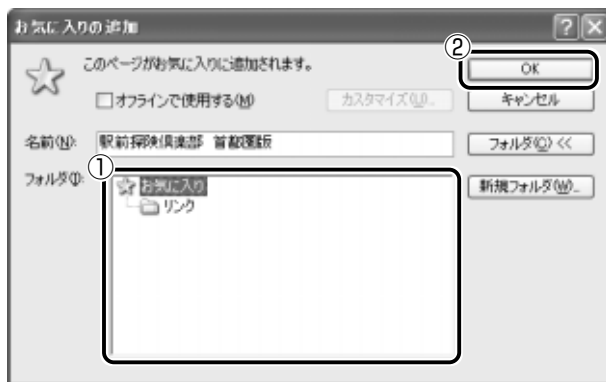 お気に入りの追加
②
このページがお気に入りに追加されます。
OK
オフラインで使用する(M)
カスタマイズ(U)...
キャンセル
名前(N):
駅前探険倶楽部 首都圏版
フォルダ(C) <<
①
フォルダ(I):
お気に入り
新規フォルダ(W)...
リンク